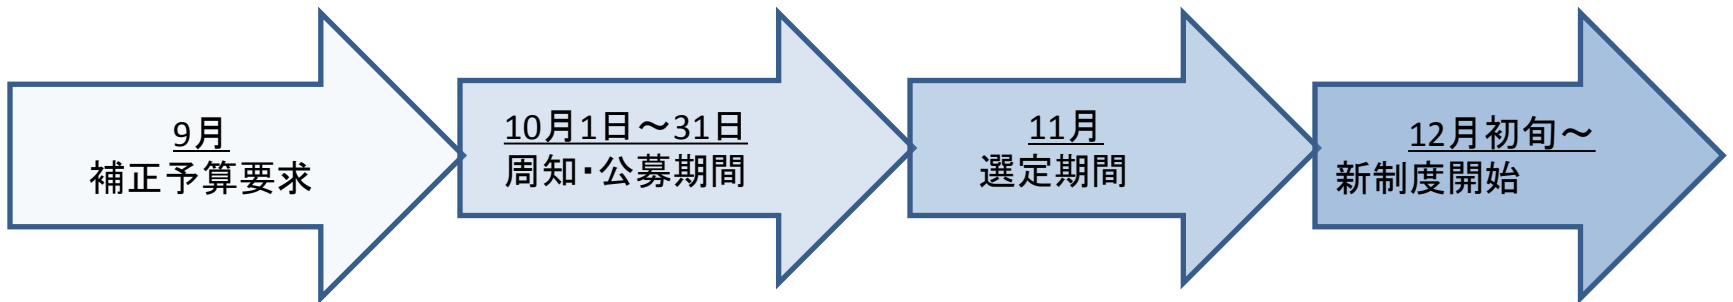 9月
補正予算要求
10月1日～31日
周知・公募期間
11月
選定期間
12月初旬～
新制度開始